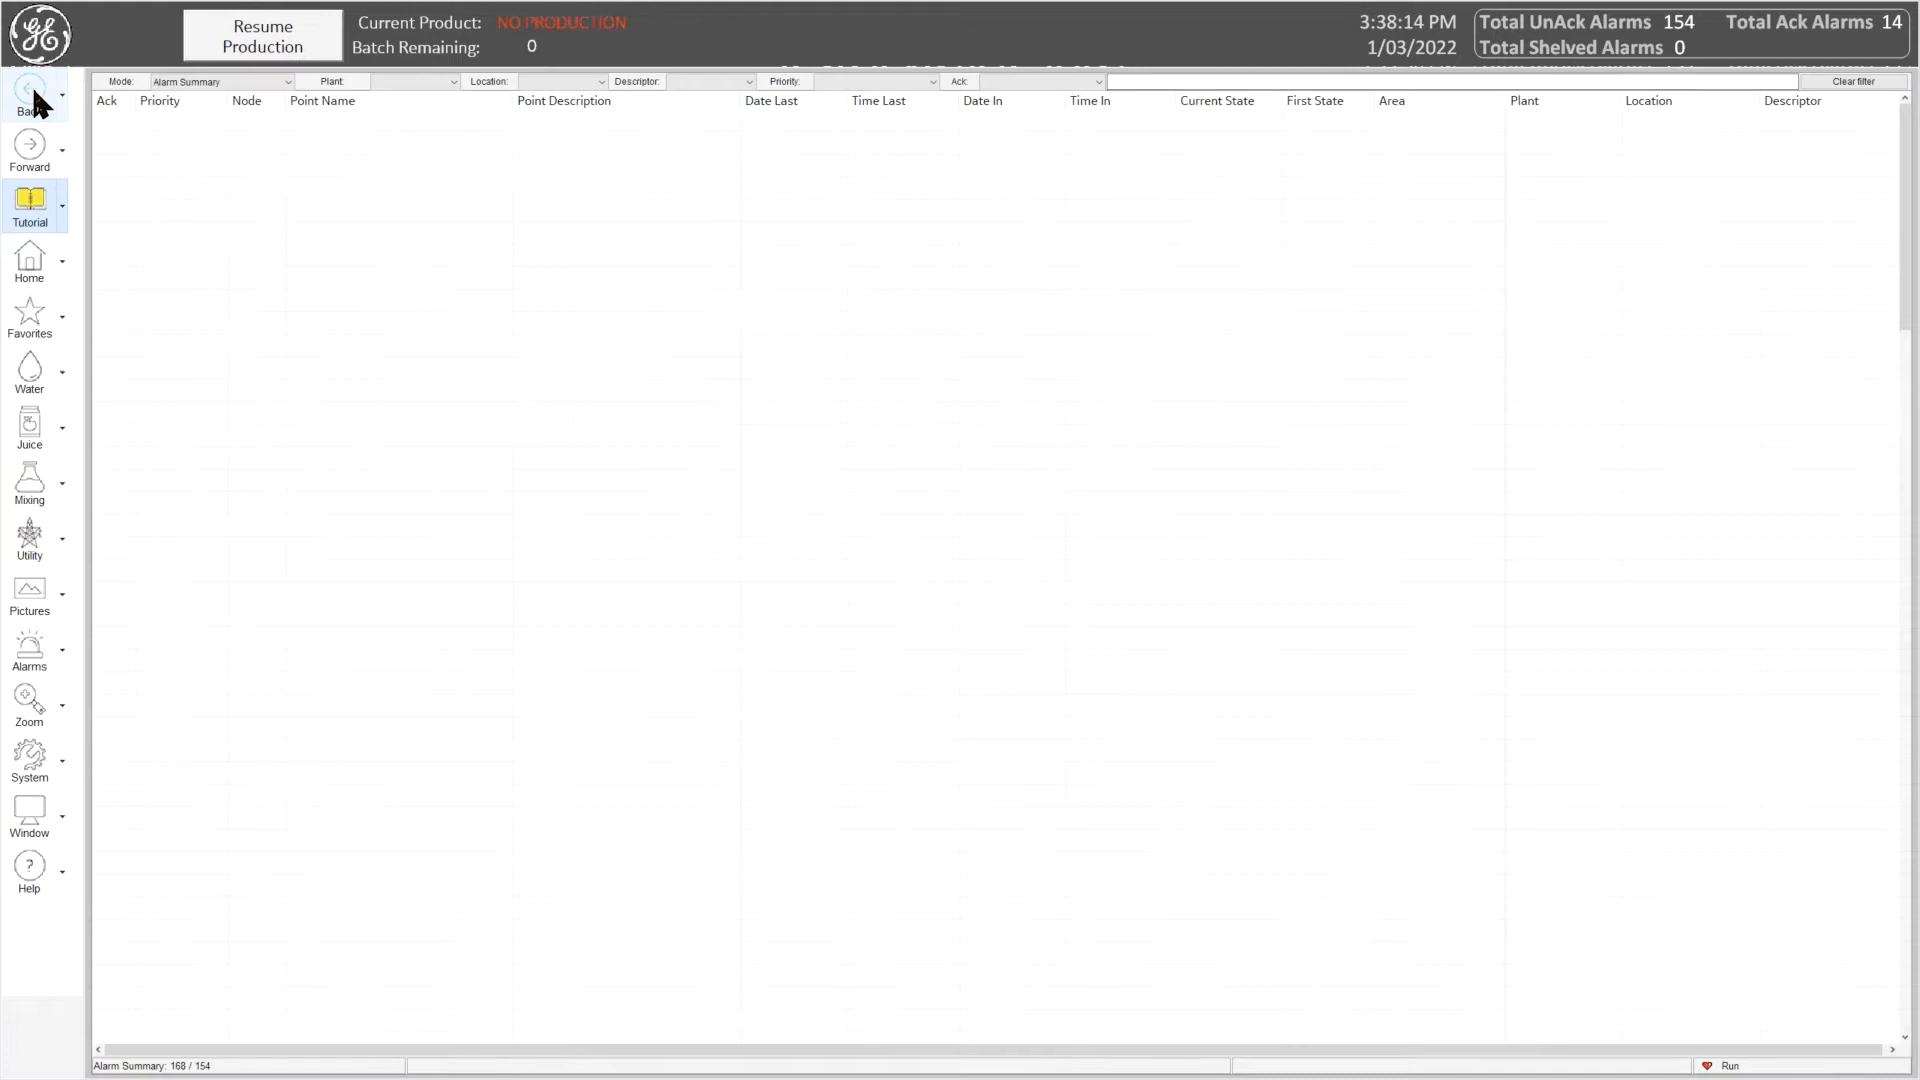 Resume
Production
Current Product: NO PRODUCTION
Batch Remaining: 0
3:38:14 PM
1/03/2022
Total UnAck Alarms 154 Total Ack Alarms 14
Total Shelved Alarms 0
Mode: Alarm Summary Plant: Location: Descriptor: Priority: Ack: Clear filter
Ack Priority Node Point Name Point Description Date Last Time Last Date In Time In Current State First State Area Plant Location Descriptor
Forward
Tutorial
Home
Favorites
Water
Juice
Mixing
Utility
Pictures
Alarms
Zoom
System
Window
Help
Alarm Summary: 168 / 154
Run